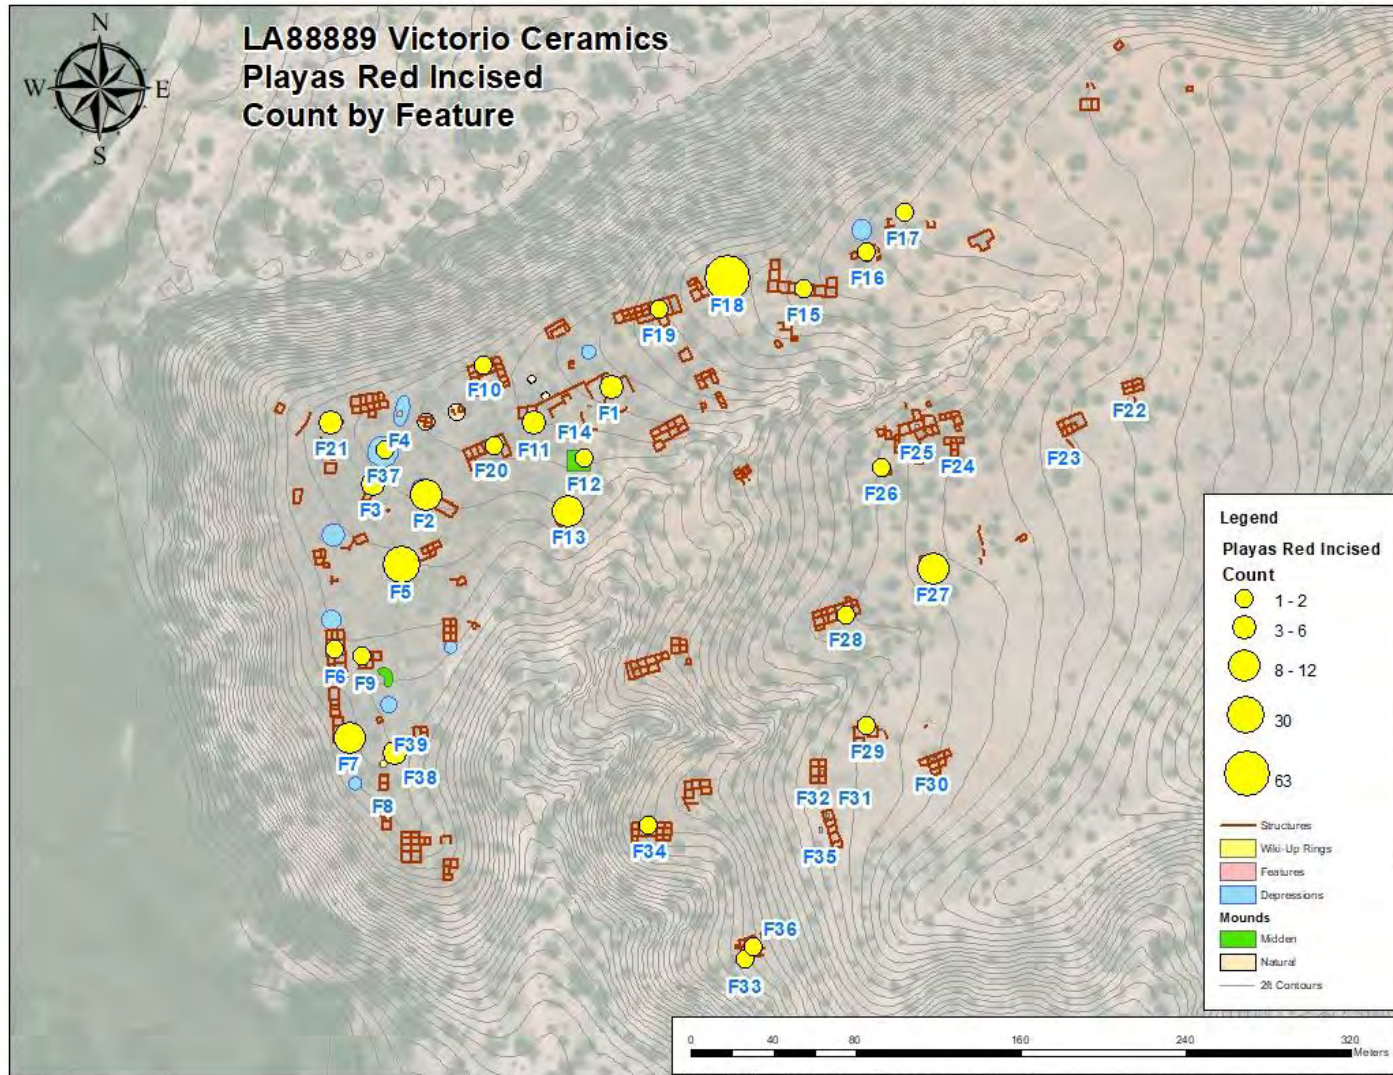 N
W E
S
LA88889 Victorio Ceramics
Playas Red Incised
Count by Feature
F17
F16
F18
F15
F19
F10
F1
F22
F21
F4
F11
F14
F25
F23
F24
F20
F37
F12
F26
F3
F2
F13
F5
F27
F28
F6
F9
F39
F29
F7
F38
F30
F32
F31
F8
F34
F35
F36
F33
Legend
Playas Red Incised
Count
1 - 2
3 - 6
8 - 12
30
63
Structures
Wiki-Up Rings
Features
Depressions
Mounds
Midden
Natural
2ft Contours
0 40 80 160 240 320
Meters